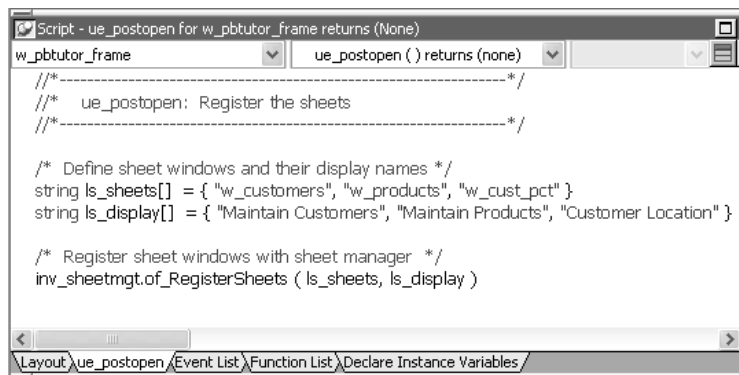 Script - ue_postopen for w_pbtutor_frame returns (None)
w_pbtutor_frame ue_postopen ( ) returns (none)
//*-----------------------------------------------------------------*/
//* ue_postopen: Register the sheets
//*-----------------------------------------------------------------*/
/* Define sheet windows and their display names */
string ls_sheets[] = { "w_customers", "w_products", "w_cust_pct" }
string ls_display[] = { "Maintain Customers", "Maintain Products", "Customer Location" }
/* Register sheet windows with sheet manager */
inv_sheetmgt.of_RegisterSheets ( ls_sheets, ls_display )
Layout ue_postopen Event List Function List Declare Instance Variables